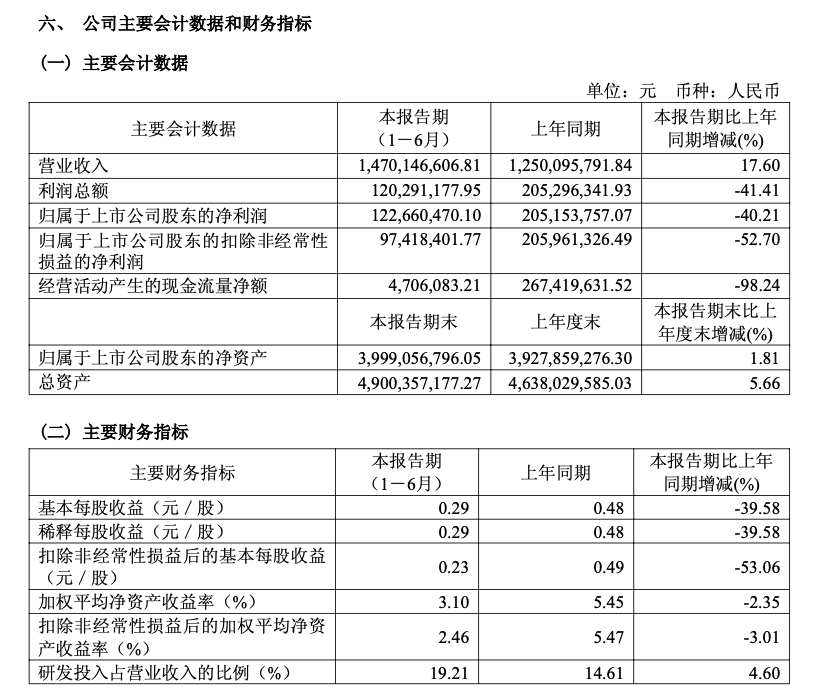 六、 公司主要会计数据和财务指标
(一) 主要会计数据
单位：元 币种：人民币
主要会计数据 本报告期（1－6月） 上年同期 本报告期比上年同期增减(%)
营业收入 1,470,146,606.81 1,250,095,791.84 17.60
利润总额 120,291,177.95 205,296,341.93 -41.41
归属于上市公司股东的净利润 122,660,470.10 205,153,757.07 -40.21
归属于上市公司股东的扣除非经常性损益的净利润 97,418,401.77 205,961,326.49 -52.70
经营活动产生的现金流量净额 4,706,083.21 267,419,631.52 -98.24
本报告期末 上年度末 本报告期末比上年度末增减(%)
归属于上市公司股东的净资产 3,999,056,796.05 3,927,859,276.30 1.81
总资产 4,900,357,177.27 4,638,029,585.03 5.66
(二) 主要财务指标
主要财务指标 本报告期（1－6月） 上年同期 本报告期比上年同期增减(%)
基本每股收益（元／股） 0.29 0.48 -39.58
稀释每股收益（元／股） 0.29 0.48 -39.58
扣除非经常性损益后的基本每股收益（元／股） 0.23 0.49 -53.06
加权平均净资产收益率（%） 3.10 5.45 -2.35
扣除非经常性损益后的加权平均净资产收益率（%） 2.46 5.47 -3.01
研发投入占营业收入的比例（%） 19.21 14.61 4.60